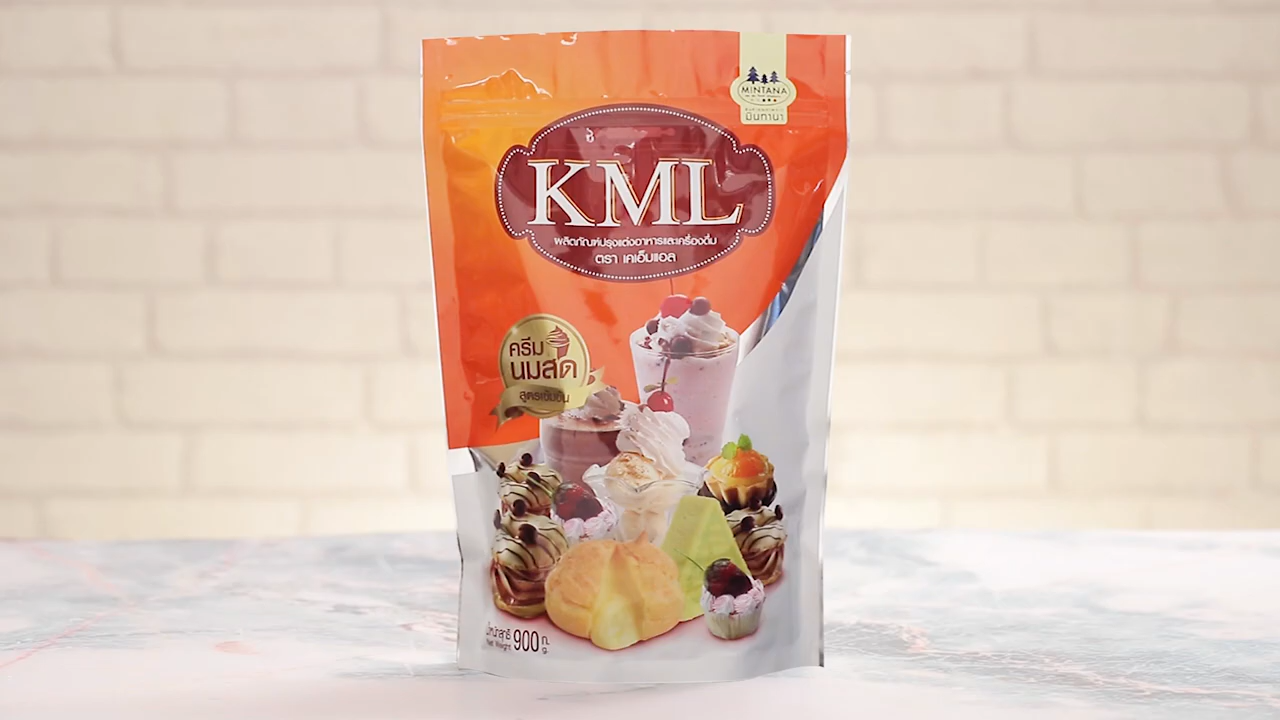 MINTANA
มินทานา
KML
ผลิตภัณฑ์ปรุงแต่งอาหารและเครื่องดื่ม
ตรา เคเอ็มแอล
ครีม
นมสด
สูตรเข้มข้น
น้ำหนักสุทธิ 900 ก.
Net Weight g.